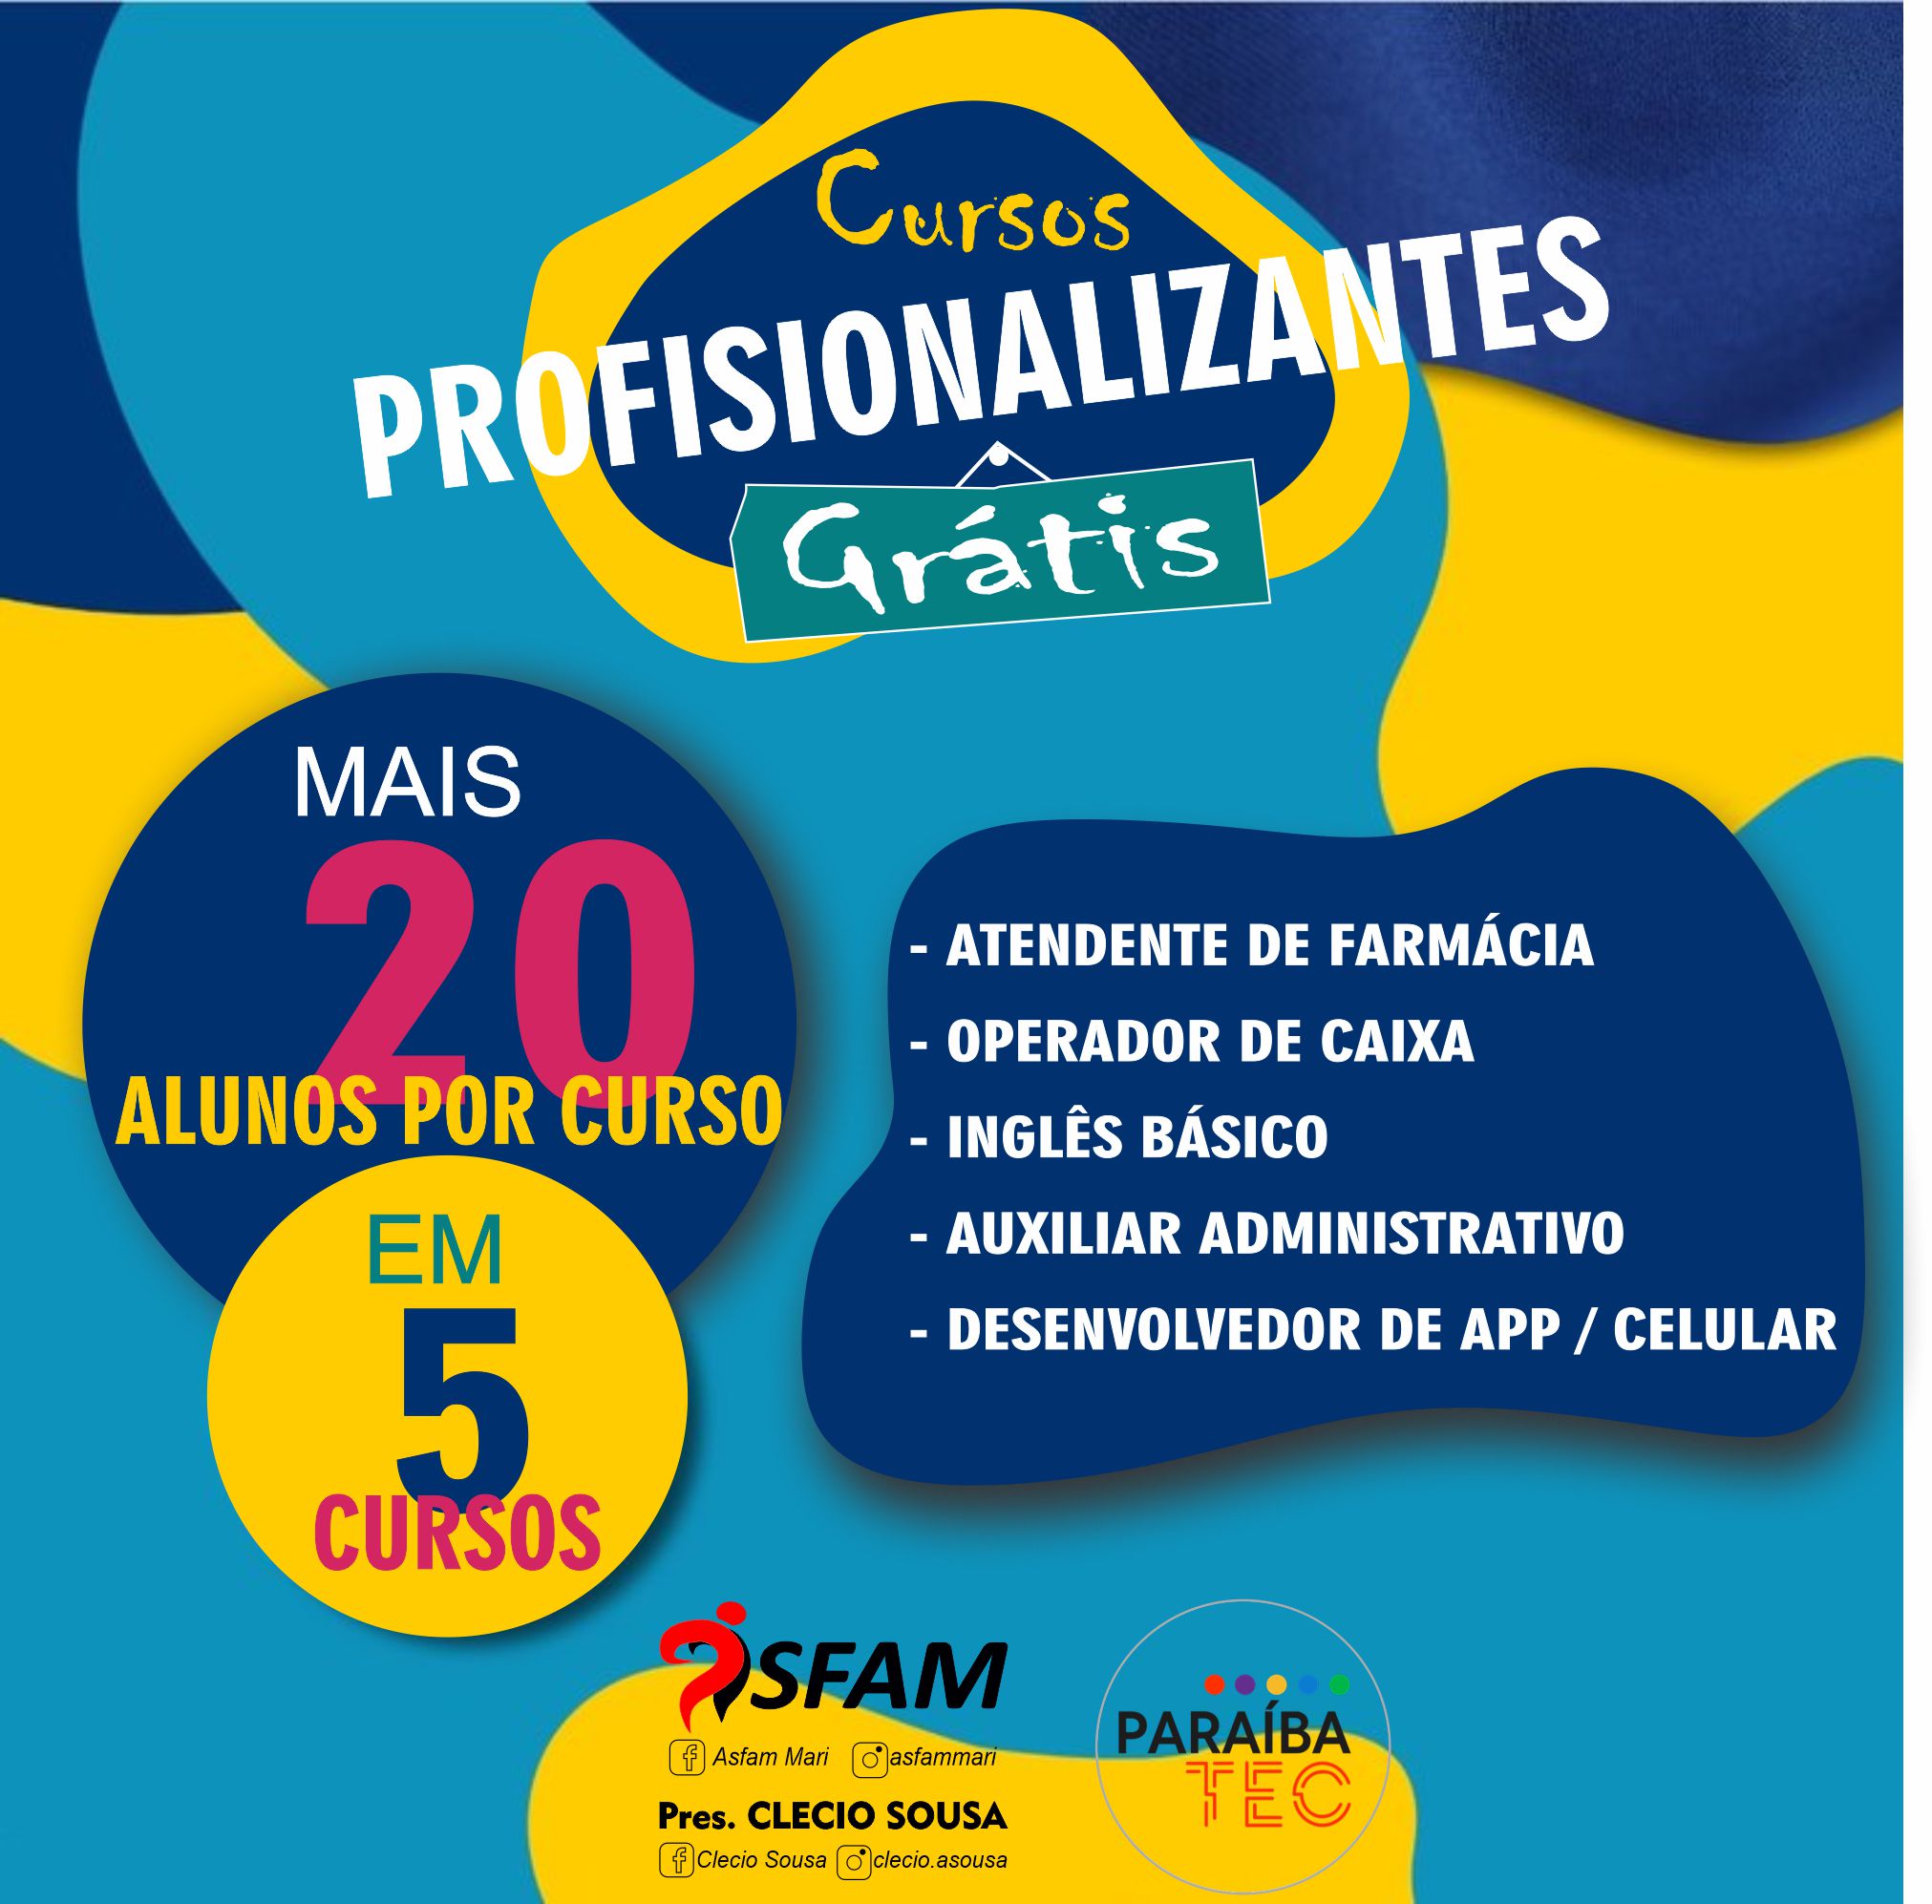 Cursos
PROFISIONALIZANTES
Grátis
MAIS
20
ALUNOS POR CURSO
EM
5
CURSOS
- ATENDENTE DE FARMÁCIA
- OPERADOR DE CAIXA
- INGLÊS BÁSICO
- AUXILIAR ADMINISTRATIVO
- DESENVOLVEDOR DE APP / CELULAR
ASFAM
Asfam Mari asfammari
Pres. CLECIO SOUSA
Clecio Sousa clecio.asousa
PARAÍBA
TEC